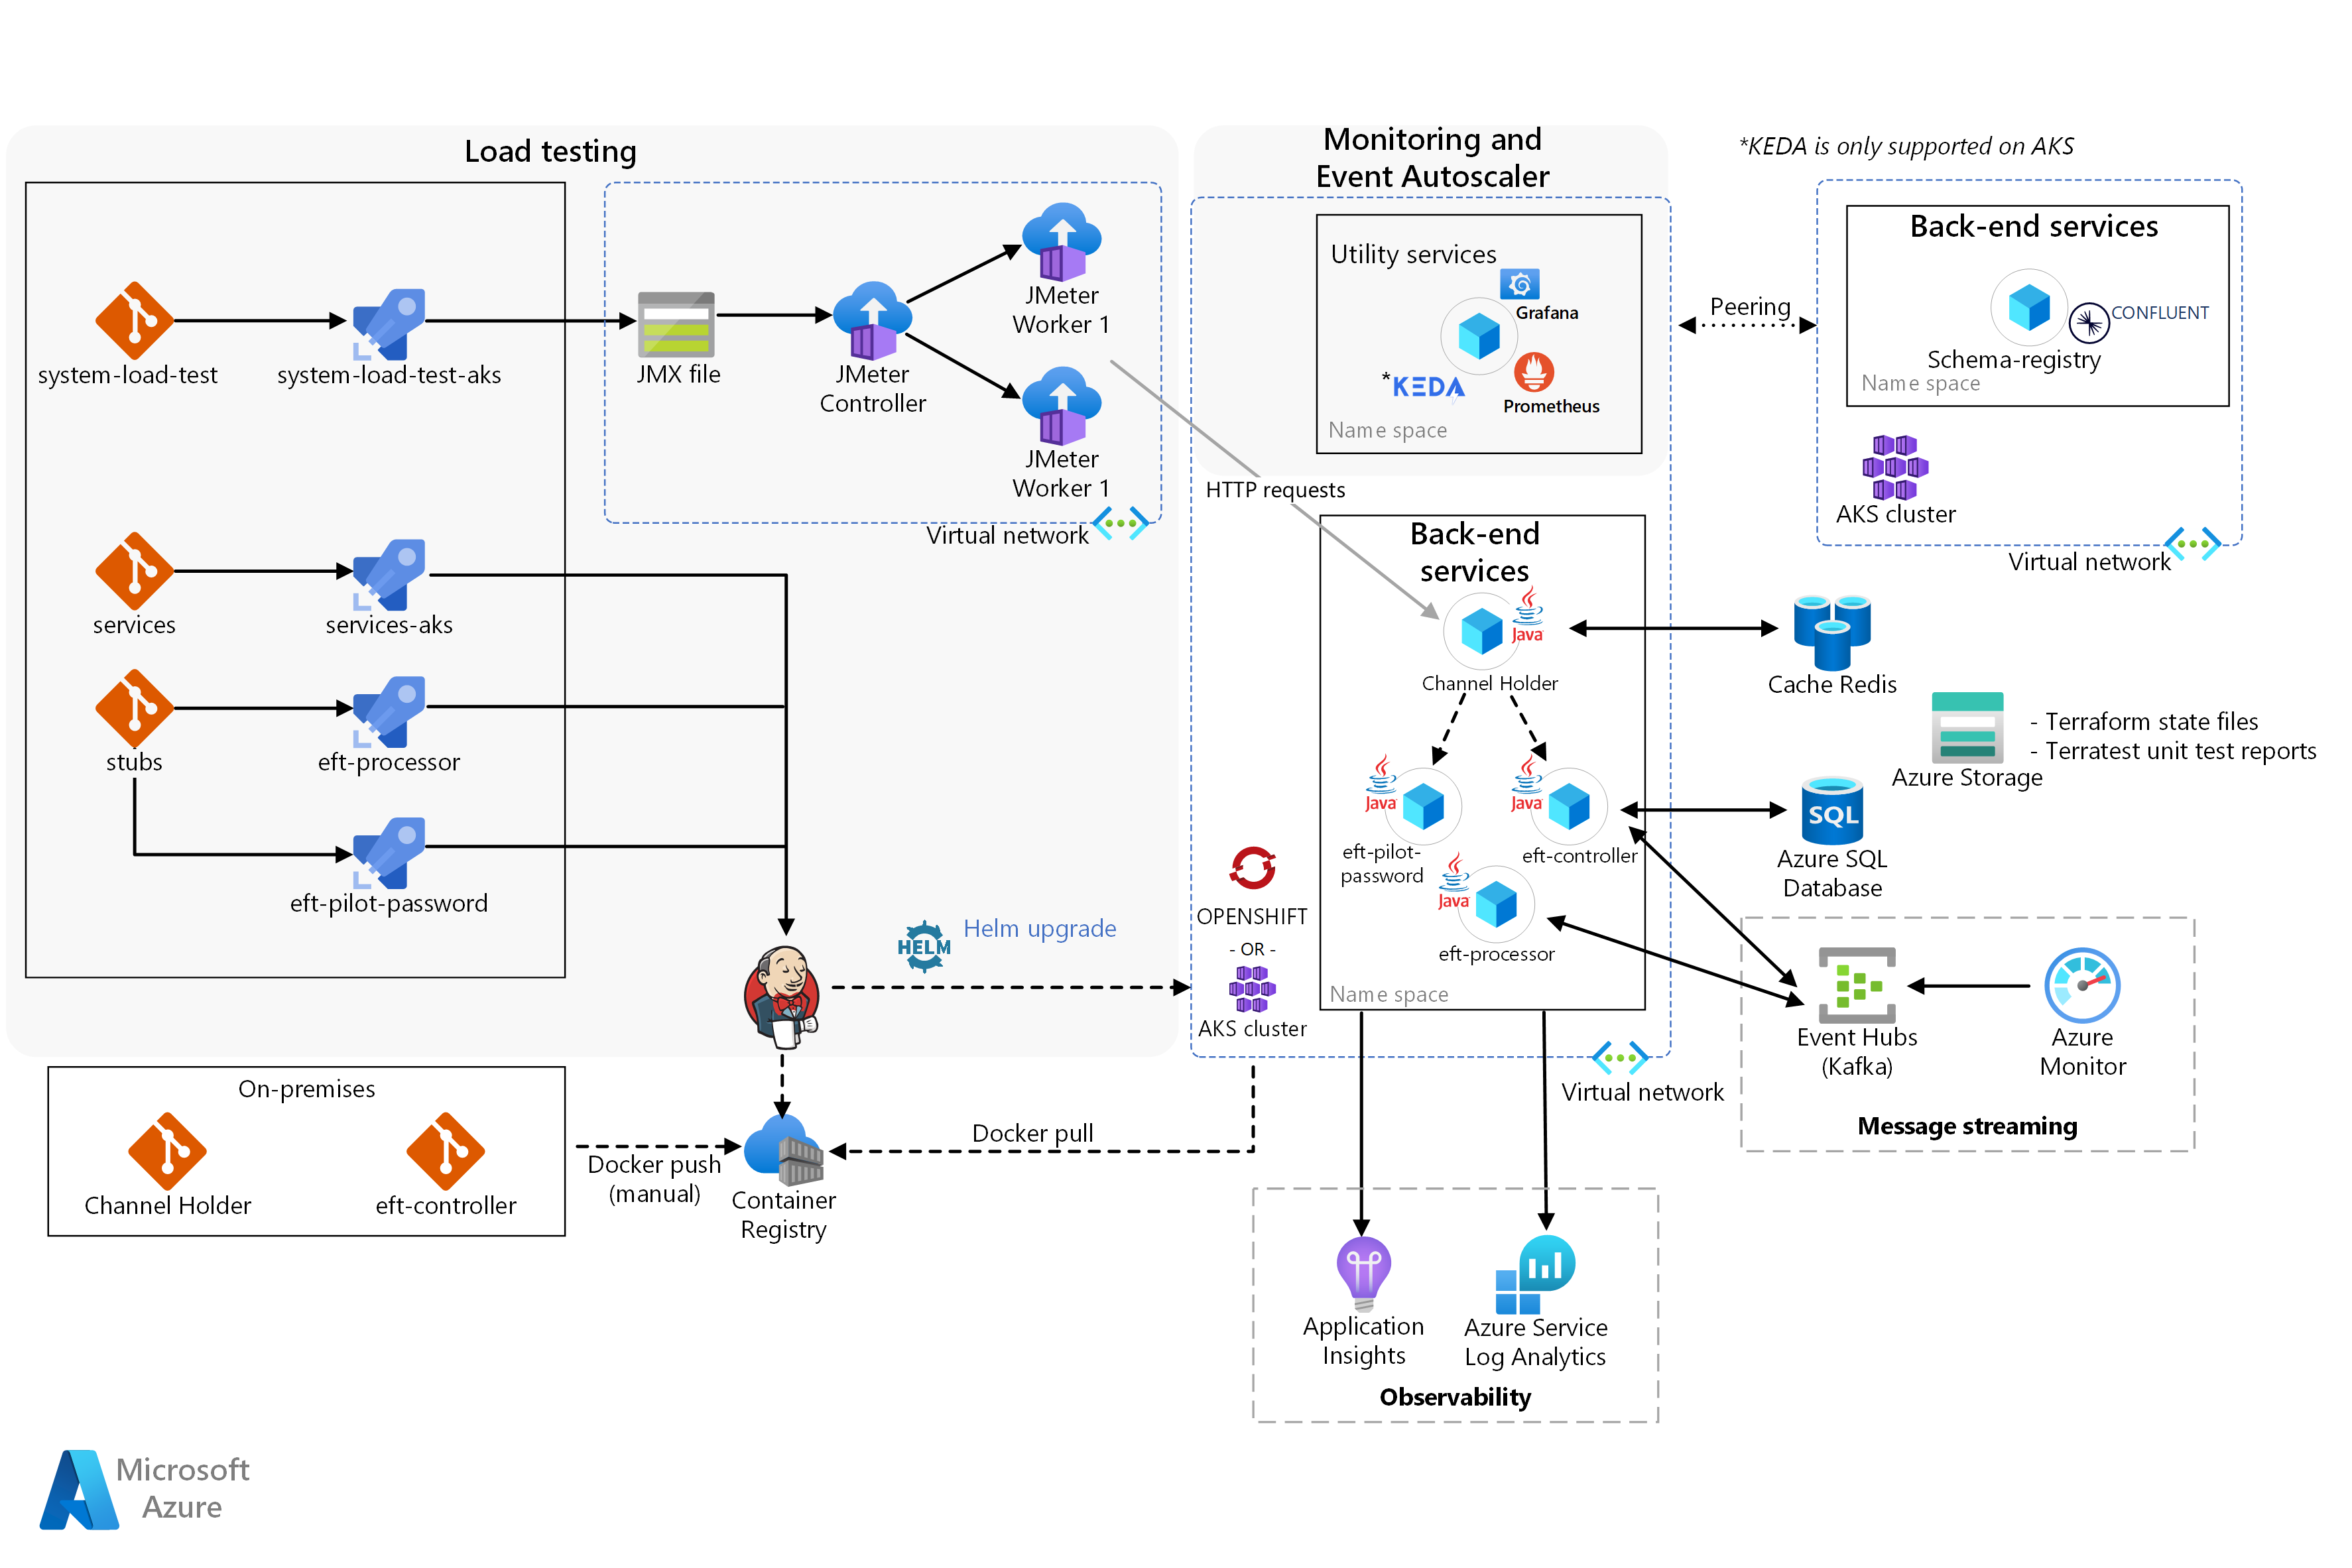 Load testing
system-load-test
system-load-test-aks
JMX file
JMeter
Controller
JMeter
Worker 1
JMeter
Worker 1
Virtual network
services
services-aks
stubs
eft-processor
eft-pilot-password
HELM
Helm upgrade
On-premises
Channel Holder
eft-controller
Docker push
(manual)
Container
Registry
Docker pull
Monitoring and
Event Autoscaler
Utility services
Grafana
*KEDA
Prometheus
Name space
HTTP requests
Back-end
services
Java
Channel Holder
Java
eft-pilot-
password
Java
eft-controller
Java
eft-processor
Name space
OPENSHIFT
- OR -
AKS cluster
Virtual network
*KEDA is only supported on AKS
Peering
Back-end services
CONFLUENT
Schema-registry
Name space
AKS cluster
Virtual network
Cache Redis
Azure Storage
- Terraform state files
- Terratest unit test reports
SQL
Azure SQL
Database
Event Hubs
(Kafka)
Azure
Monitor
Message streaming
Application
Insights
Azure Service
Log Analytics
Observability
Microsoft
Azure